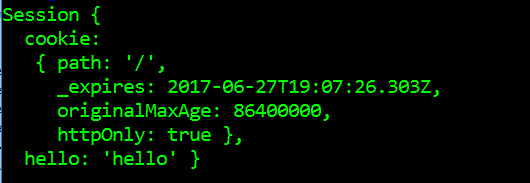 Session {
  cookie:
   { path: '/',
     _expires: 2017-06-27T19:07:26.303Z,
     originalMaxAge: 86400000,
     httpOnly: true },
  hello: 'hello' }